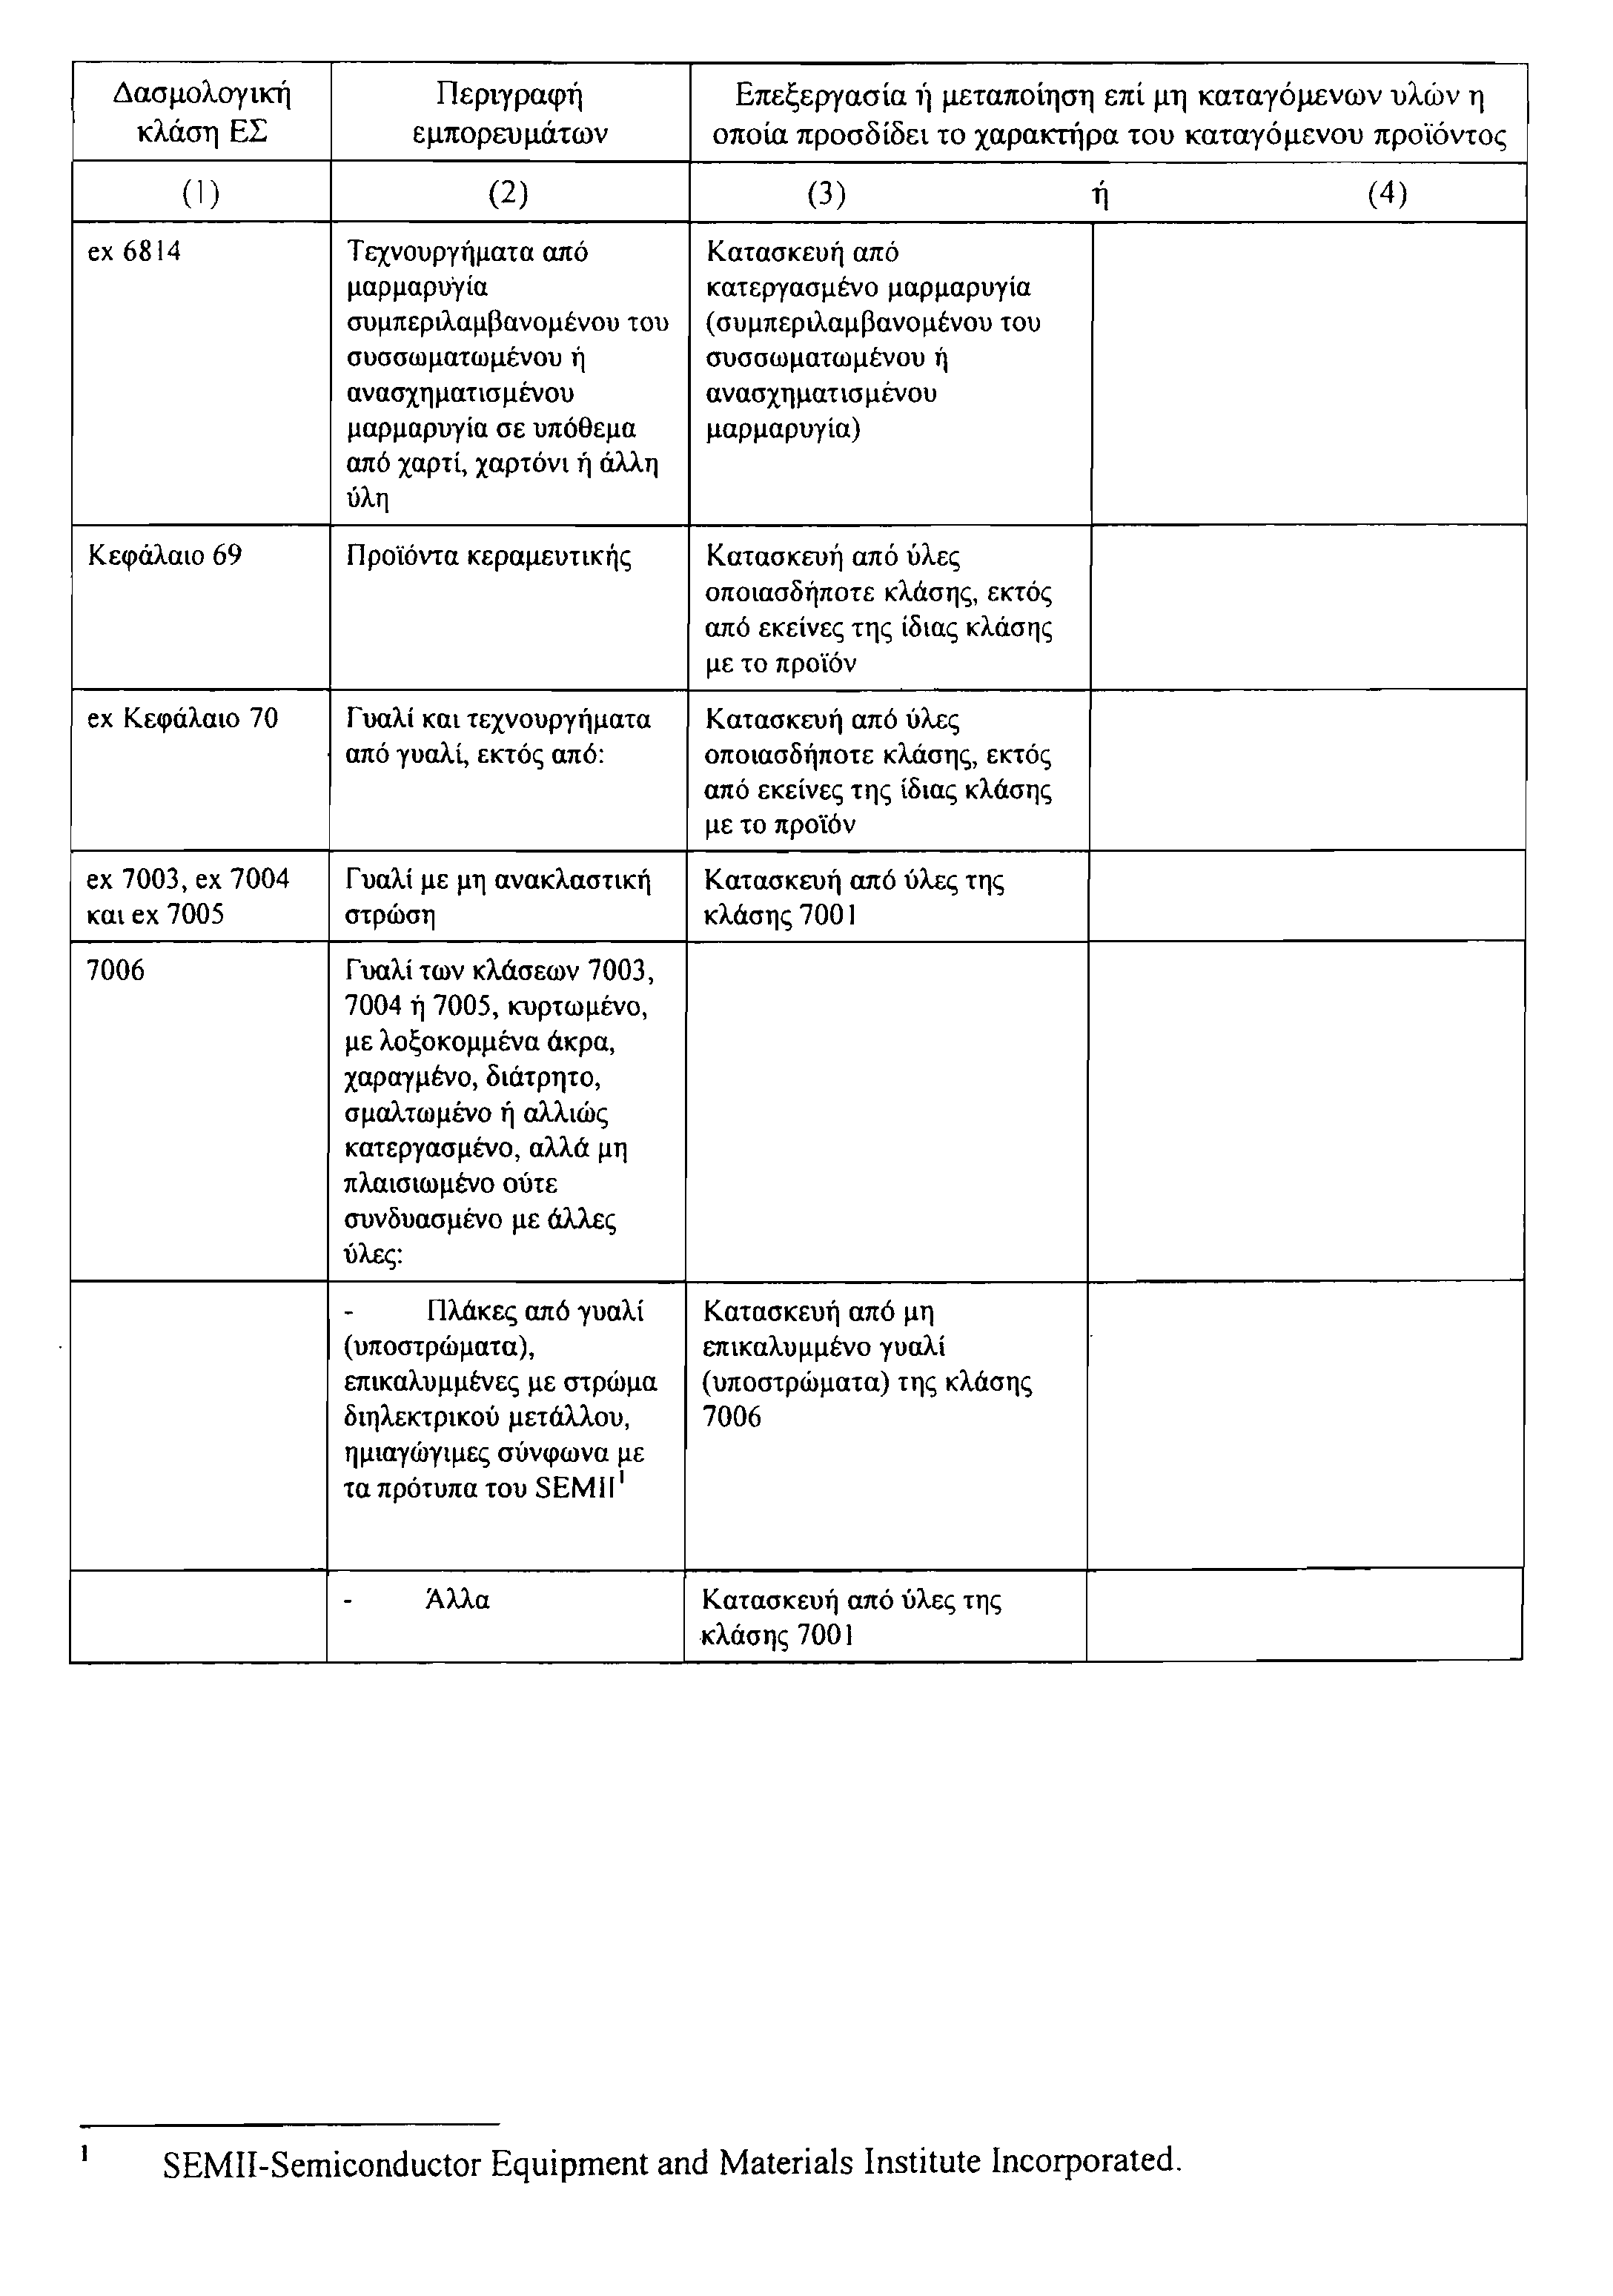 Δασμολογική
κλάση ΕΣ
Περιγραφή
εμπορευμάτων
Επεξεργασία ή μεταποίηση επί μη καταγόμενων υλών η
οποία προσδίδει το χαρακτήρα του καταγόμενου προϊόντος
(1)
(2)
(3) ή (4)
ex 6814
Τεχνουργήματα από
μαρμαρυγία
συμπεριλαμβανομένου του
συσσωματωμένου ή
ανασχηματισμένου
μαρμαρυγία σε υπόθεμα
από χαρτί, χαρτόνι ή άλλη
ύλη
Κατασκευή από
κατεργασμένο μαρμαρυγία
(συμπεριλαμβανομένου του
συσσωματωμένου ή
ανασχηματισμένου
μαρμαρυγία)
Κεφάλαιο 69
Προϊόντα κεραμευτικής
Κατασκευή από ύλες
οποιασδήποτε κλάσης, εκτός
από εκείνες της ίδιας κλάσης
με το προϊόν
ex Κεφάλαιο 70
Γυαλί και τεχνουργήματα
από γυαλί, εκτός από:
Κατασκευή από ύλες
οποιασδήποτε κλάσης, εκτός
από εκείνες της ίδιας κλάσης
με το προϊόν
ex 7003, ex 7004
και ex 7005
Γυαλί με μη ανακλαστική
στρώση
Κατασκευή από ύλες της
κλάσης 7001
7006
Γυαλί των κλάσεων 7003,
7004 ή 7005, κυρτωμένο,
με λοξοκομμένα άκρα,
χαραγμένο, διάτρητο,
σμαλτωμένο ή αλλιώς
κατεργασμένο, αλλά μη
πλαισιωμένο ούτε
συνδυασμένο με άλλες
ύλες:
- Πλάκες από γυαλί
(υποστρώματα),
επικαλυμμένες με στρώμα
διηλεκτρικού μετάλλου,
ημιαγώγιμες σύνφωνα με
τα πρότυπα του SEMII¹
Κατασκευή από μη
επικαλυμμένο γυαλί
(υποστρώματα) της κλάσης
7006
- Άλλα
Κατασκευή από ύλες της
κλάσης 7001
¹ SEMII-Semiconductor Equipment and Materials Institute Incorporated.